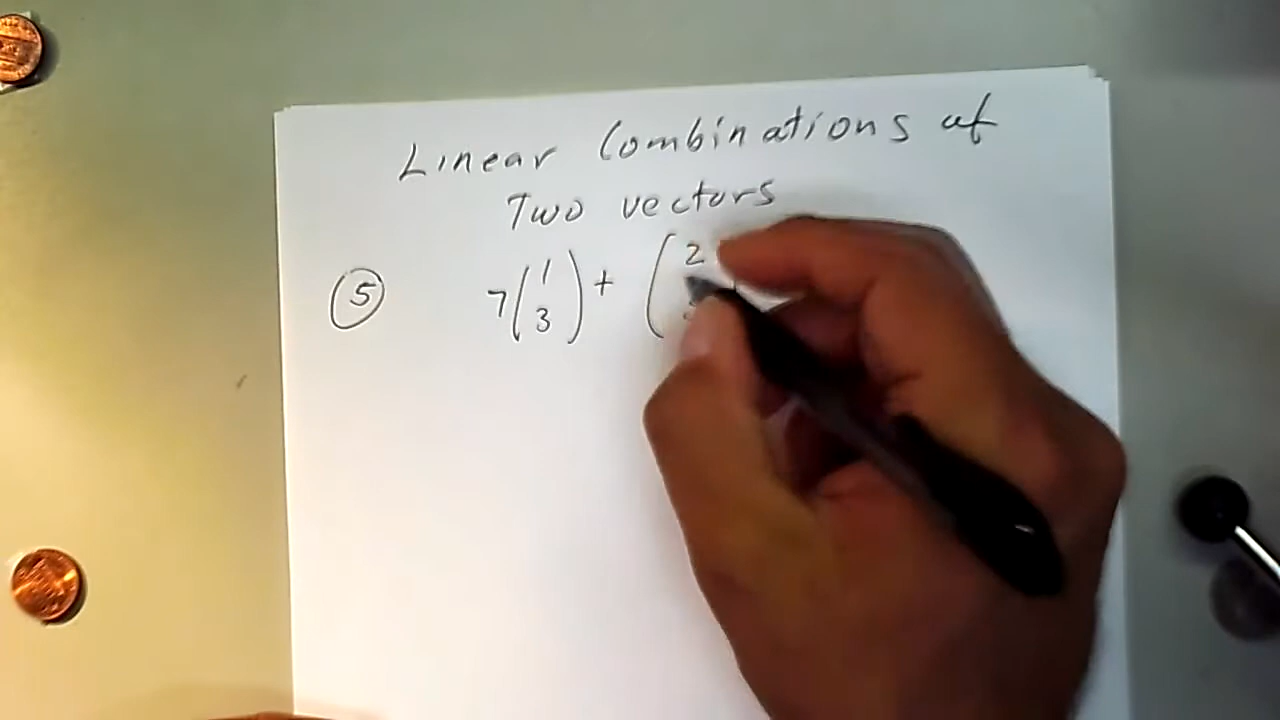 Linear Combinations of
Two vectors
5 7(1 3) + (2